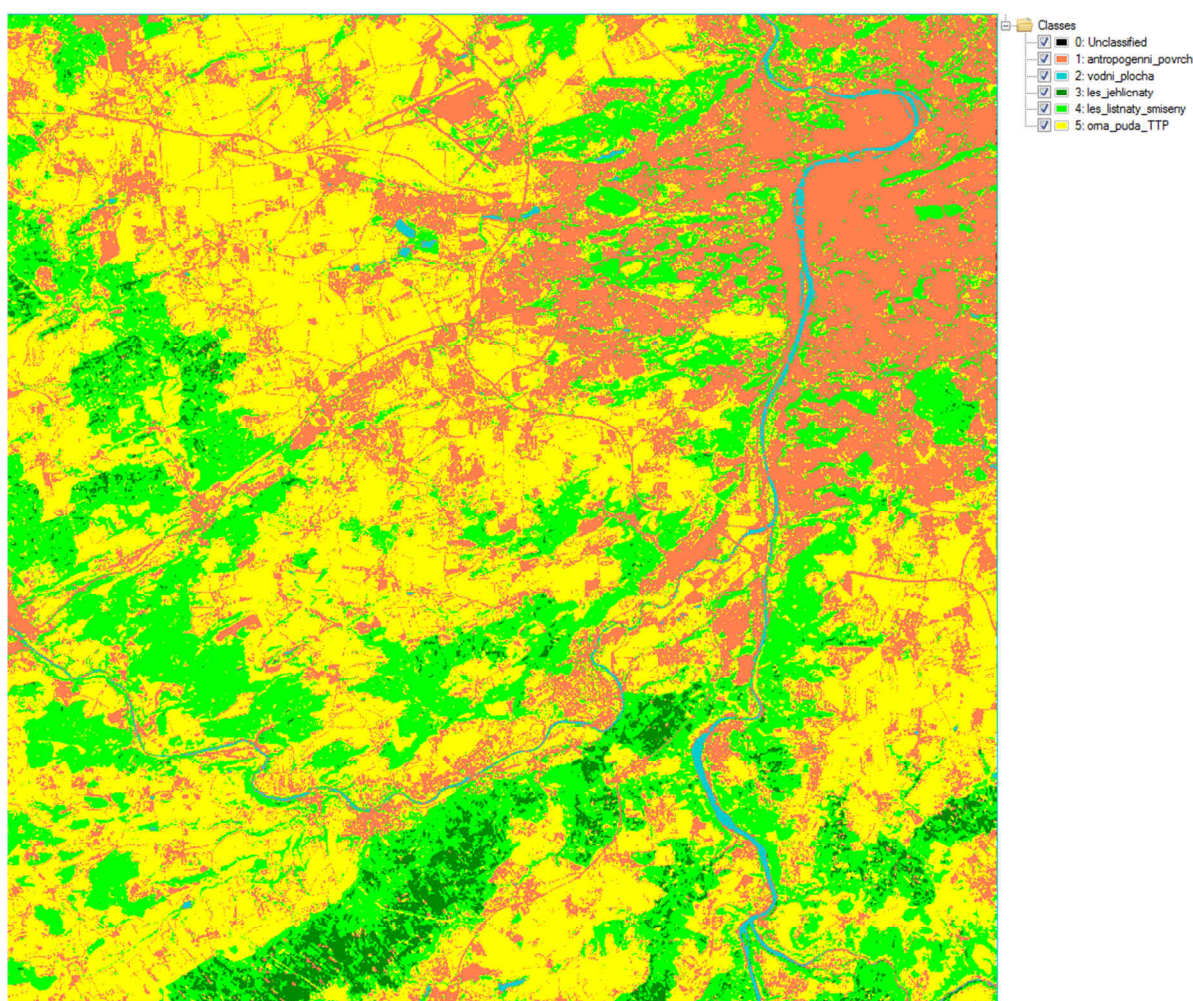 Classes
0: Unclassified
1: antropogenni_povrch
2: vodni_plocha
3: les_jehlicnaty
4: les_listnaty_smiseny
5: orna_puda_TTP